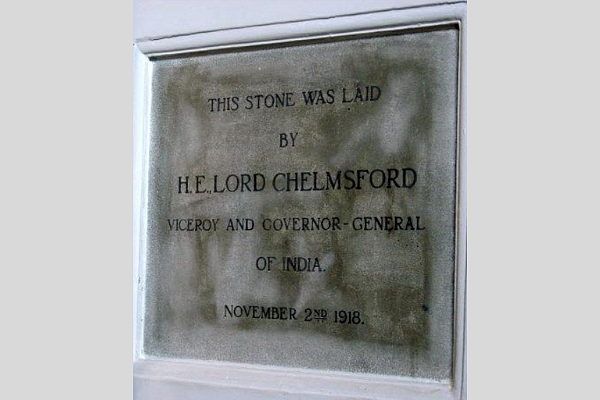 THIS STONE WAS LAID
BY
H.E., LORD CHELMSFORD
VICEROY AND GOVERNOR-GENERAL
OF INDIA.
NOVEMBER 2ND 1918.